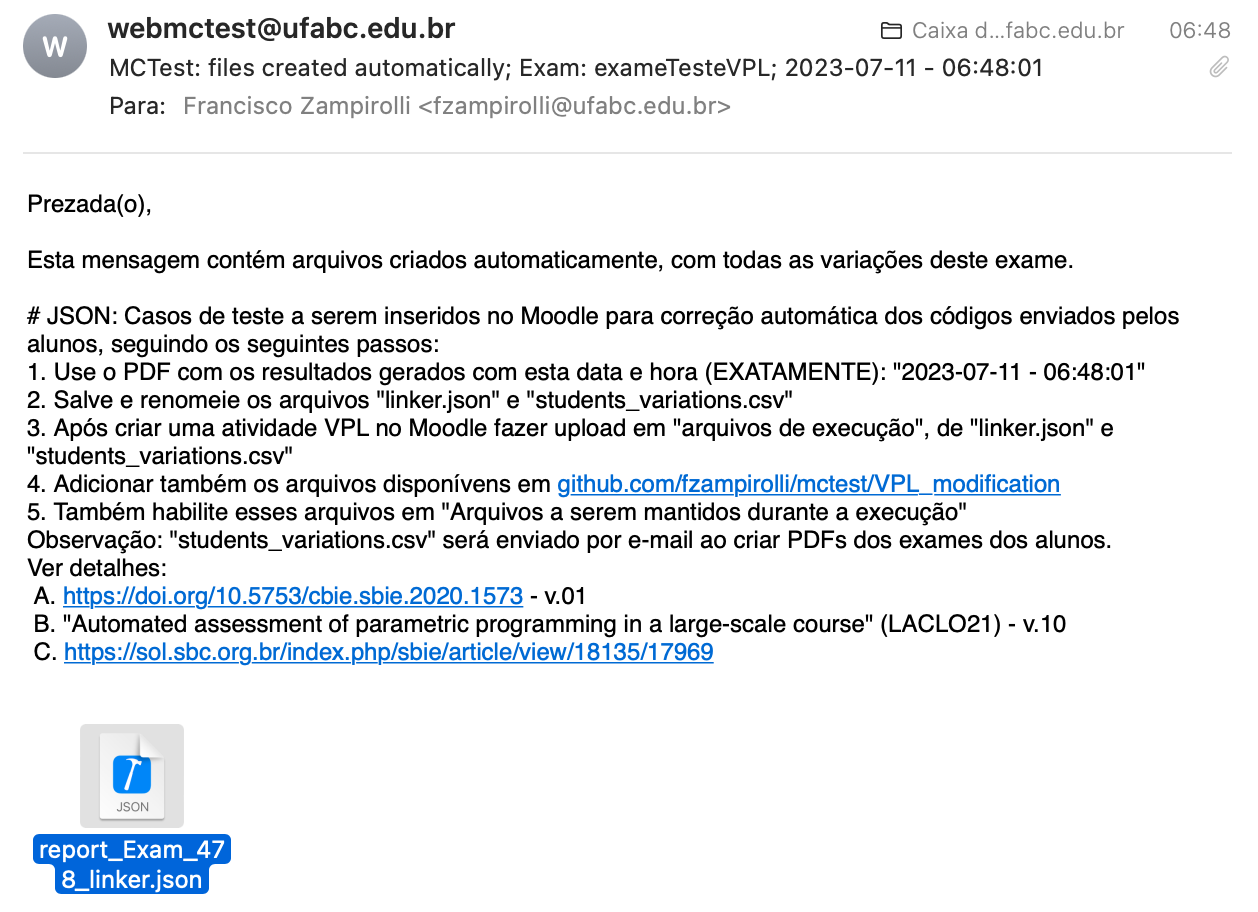 W
webmctest@ufabc.edu.br
Caixa d...fabc.edu.br
06:48
MCTest: files created automatically; Exam: exameTesteVPL; 2023-07-11 - 06:48:01
Para: Francisco Zampirolli <fzampirolli@ufabc.edu.br>
Prezada(o),
Esta mensagem contém arquivos criados automaticamente, com todas as variações deste exame.
# JSON: Casos de teste a serem inseridos no Moodle para correção automática dos códigos enviados pelos
alunos, seguindo os seguintes passos:
1. Use o PDF com os resultados gerados com esta data e hora (EXATAMENTE): "2023-07-11 - 06:48:01"
2. Salve e renomeie os arquivos "linker.json" e "students_variations.csv"
3. Após criar uma atividade VPL no Moodle fazer upload em "arquivos de execução", de "linker.json" e
"students_variations.csv"
4. Adicionar também os arquivos disponívens em github.com/fzampirolli/mctest/VPL_modification
5. Também habilite esses arquivos em "Arquivos a serem mantidos durante a execução"
Observação: "students_variations.csv" será enviado por e-mail ao criar PDFs dos exames dos alunos.
Ver detalhes:
A. https://doi.org/10.5753/cbie.sbie.2020.1573 - v.01
B. "Automated assessment of parametric programming in a large-scale course" (LACLO21) - v.10
C. https://sol.sbc.org.br/index.php/sbie/article/view/18135/17969
JSON
report_Exam_47
8_linker.json